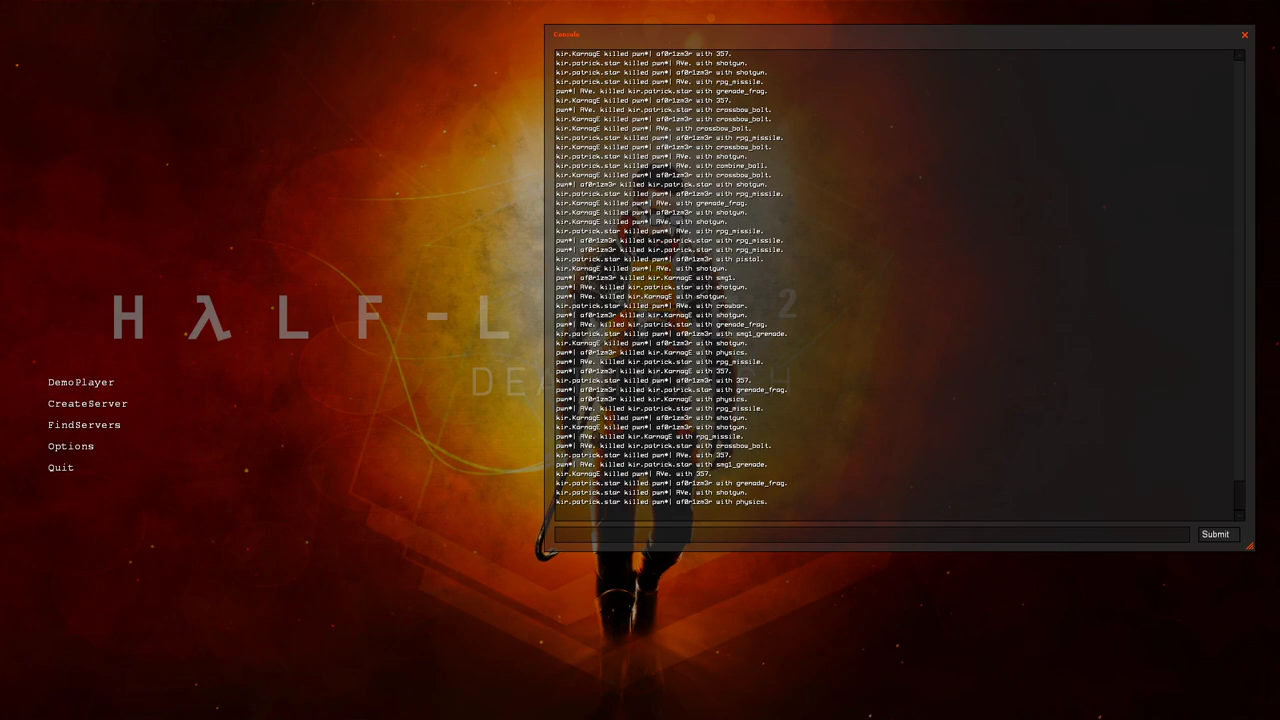 Console
kir.KarnagE killed pwn*| af0r1zm3r with 357.
kir.patrick.star killed pwn*| AVe. with shotgun.
kir.patrick.star killed pwn*| af0r1zm3r with shotgun.
kir.patrick.star killed pwn*| AVe. with rpg_missile.
pwn*| AVe. killed kir.patrick.star with grenade_frag.
kir.KarnagE killed pwn*| af0r1zm3r with 357.
pwn*| AVe. killed kir.patrick.star with crossbow_bolt.
kir.KarnagE killed pwn*| af0r1zm3r with crossbow_bolt.
kir.KarnagE killed pwn*| AVe. with crossbow_bolt.
kir.patrick.star killed pwn*| af0r1zm3r with rpg_missile.
kir.KarnagE killed pwn*| af0r1zm3r with crossbow_bolt.
kir.patrick.star killed pwn*| AVe. with shotgun.
kir.patrick.star killed pwn*| AVe. with combine_ball.
kir.KarnagE killed pwn*| af0r1zm3r with crossbow_bolt.
pwn*| af0r1zm3r killed kir.patrick.star with shotgun.
kir.patrick.star killed pwn*| af0r1zm3r with rpg_missile.
kir.KarnagE killed pwn*| AVe. with grenade_frag.
kir.KarnagE killed pwn*| af0r1zm3r with shotgun.
kir.KarnagE killed pwn*| AVe. with shotgun.
kir.patrick.star killed pwn*| AVe. with rpg_missile.
pwn*| af0r1zm3r killed kir.patrick.star with rpg_missile.
pwn*| af0r1zm3r killed kir.patrick.star with rpg_missile.
kir.patrick.star killed pwn*| af0r1zm3r with pistol.
kir.KarnagE killed pwn*| AVe. with shotgun.
pwn*| af0r1zm3r killed kir.KarnagE with smg1.
pwn*| AVe. killed kir.patrick.star with shotgun.
pwn*| AVe. killed kir.KarnagE with shotgun.
kir.patrick.star killed pwn*| AVe. with crowbar.
kir.KarnagE killed pwn*| af0r1zm3r with shotgun.
pwn*| AVe. killed kir.patrick.star with grenade_frag.
kir.patrick.star killed pwn*| af0r1zm3r with smg1_grenade.
kir.KarnagE killed pwn*| af0r1zm3r with shotgun.
pwn*| af0r1zm3r killed kir.KarnagE with physics.
pwn*| AVe. killed kir.patrick.star with rpg_missile.
pwn*| af0r1zm3r killed kir.KarnagE with 357.
kir.patrick.star killed pwn*| af0r1zm3r with 357.
pwn*| af0r1zm3r killed kir.patrick.star with grenade_frag.
pwn*| af0r1zm3r killed kir.KarnagE with physics.
pwn*| AVe. killed kir.patrick.star with rpg_missile.
kir.KarnagE killed pwn*| af0r1zm3r with shotgun.
kir.KarnagE killed pwn*| af0r1zm3r with shotgun.
pwn*| AVe. killed kir.KarnagE with rpg_missile.
pwn*| AVe. killed kir.patrick.star with crossbow_bolt.
kir.patrick.star killed pwn*| AVe. with 357.
pwn*| AVe. killed kir.patrick.star with smg1_grenade.
kir.KarnagE killed pwn*| AVe. with 357.
kir.patrick.star killed pwn*| af0r1zm3r with grenade_frag.
kir.patrick.star killed pwn*| AVe. with shotgun.
kir.patrick.star killed pwn*| af0r1zm3r with physics.
Submit
HλLF-L 2
DEA H
DemoPlayer
CreateServer
FindServers
Options
Quit